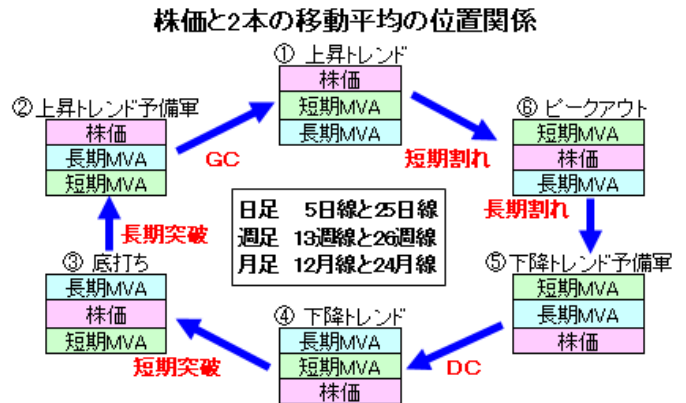 株価と2本の移動平均の位置関係
① 上昇トレンド
株価
短期MVA
長期MVA
②上昇トレンド予備軍
株価
長期MVA
短期MVA
GC
短期割れ
⑥ ピークアウト
短期MVA
株価
長期MVA
日足 5日線と25日線
週足 13週線と26週線
月足 12月線と24月線
長期突破
長期割れ
③ 底打ち
長期MVA
株価
短期MVA
⑤下降トレンド予備軍
短期MVA
長期MVA
株価
④ 下降トレンド
長期MVA
短期MVA
株価
短期突破
DC